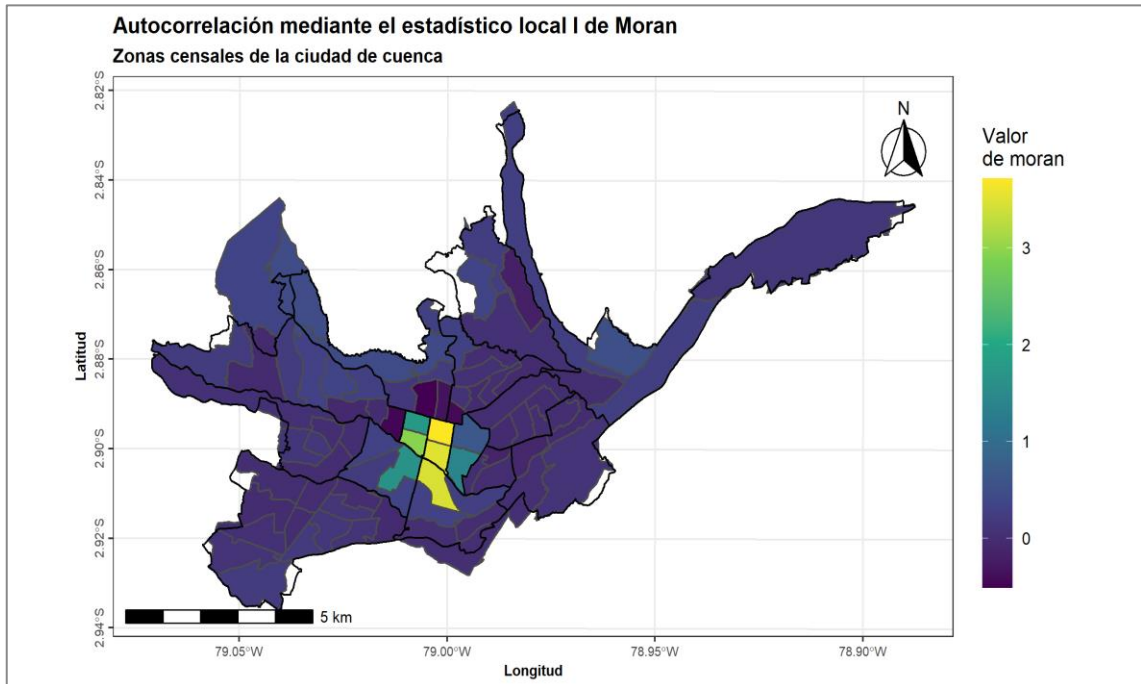 Autocorrelación mediante el estadístico local I de Moran
Zonas censales de la ciudad de cuenca
N
Valor
de moran
3
2
1
0
2.82°S
2.84°S
2.86°S
2.88°S
2.90°S
2.92°S
2.94°S
Latitud
5 km
79.05°W
79.00°W
78.95°W
78.90°W
Longitud